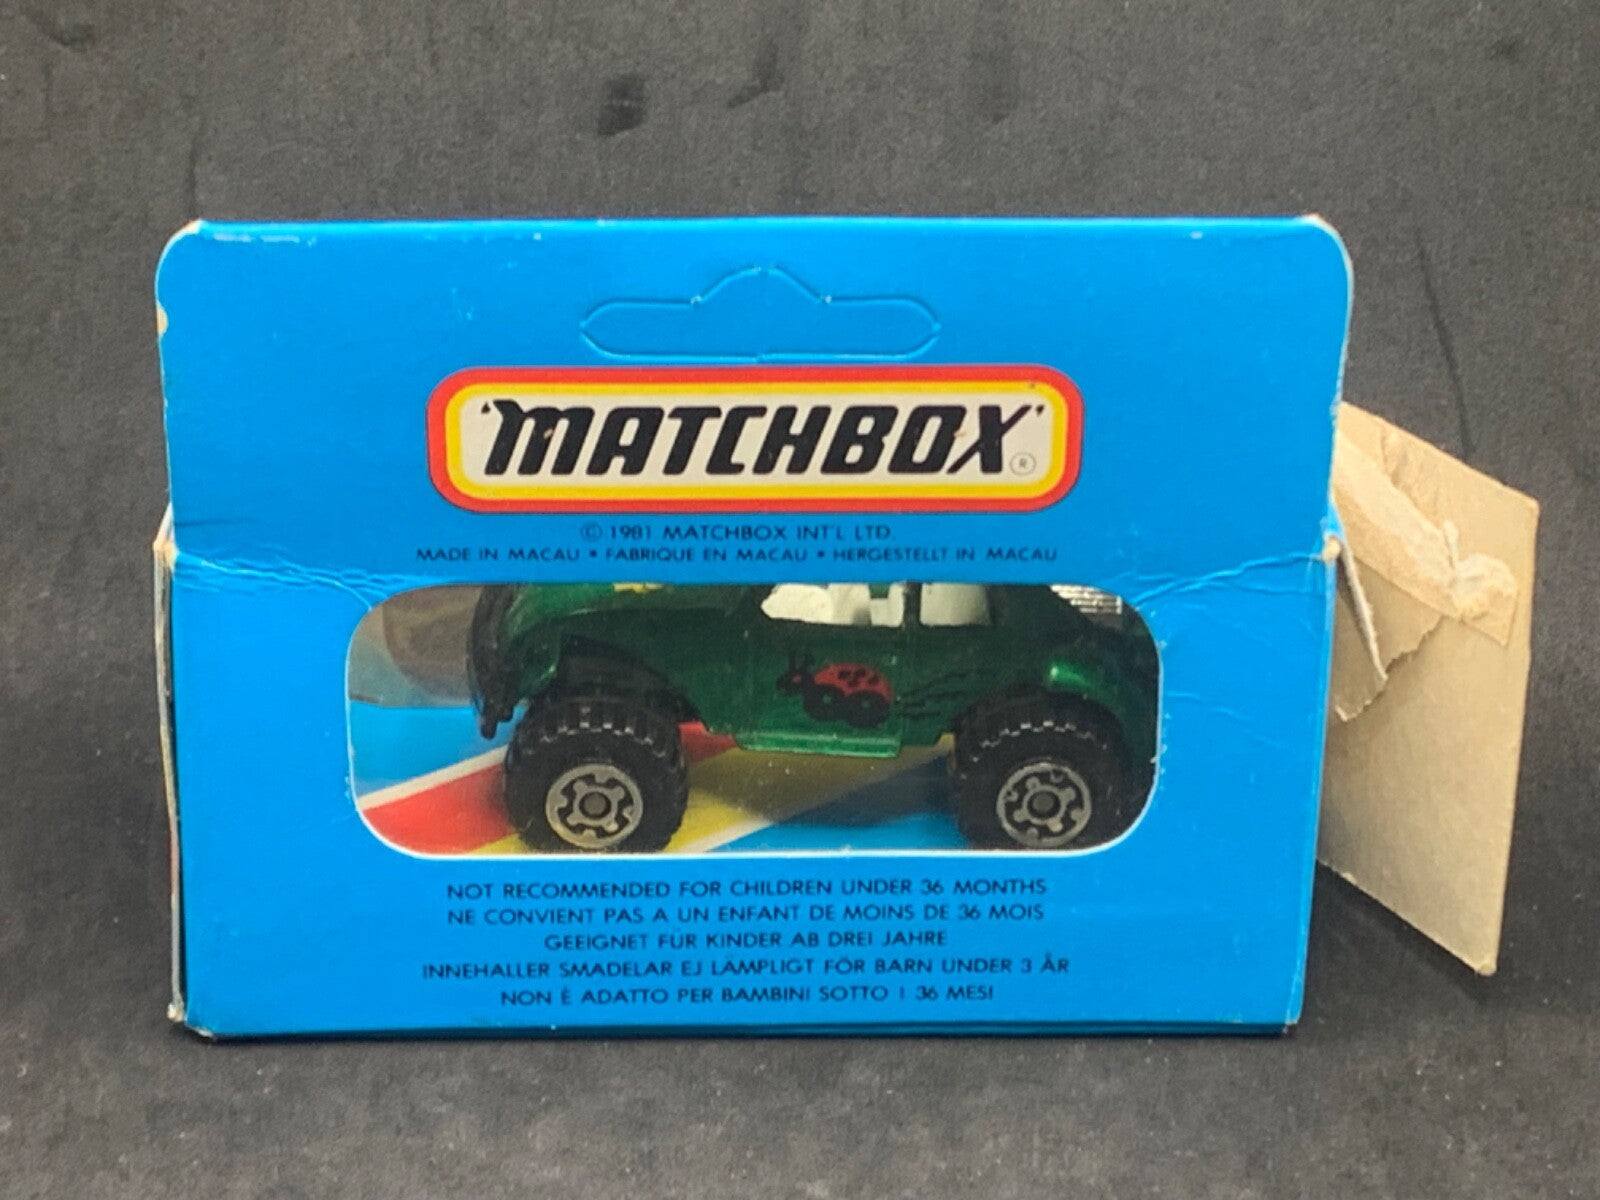 'MATCHBOX' ®
© 1981 MATCHBOX INT'L LTD.
MADE IN MACAU • FABRIQUE EN MACAU • HERGESTELLT IN MACAU
NOT RECOMMENDED FOR CHILDREN UNDER 36 MONTHS
NE CONVIENT PAS A UN ENFANT DE MOINS DE 36 MOIS
GEEIGNET FÜR KINDER AB DREI JAHRE
INNEHALLER SMADELAR EJ LÄMPLIGT FÖR BARN UNDER 3 ÅR
NON È ADATTO PER BAMBINI SOTTO I 36 MESI